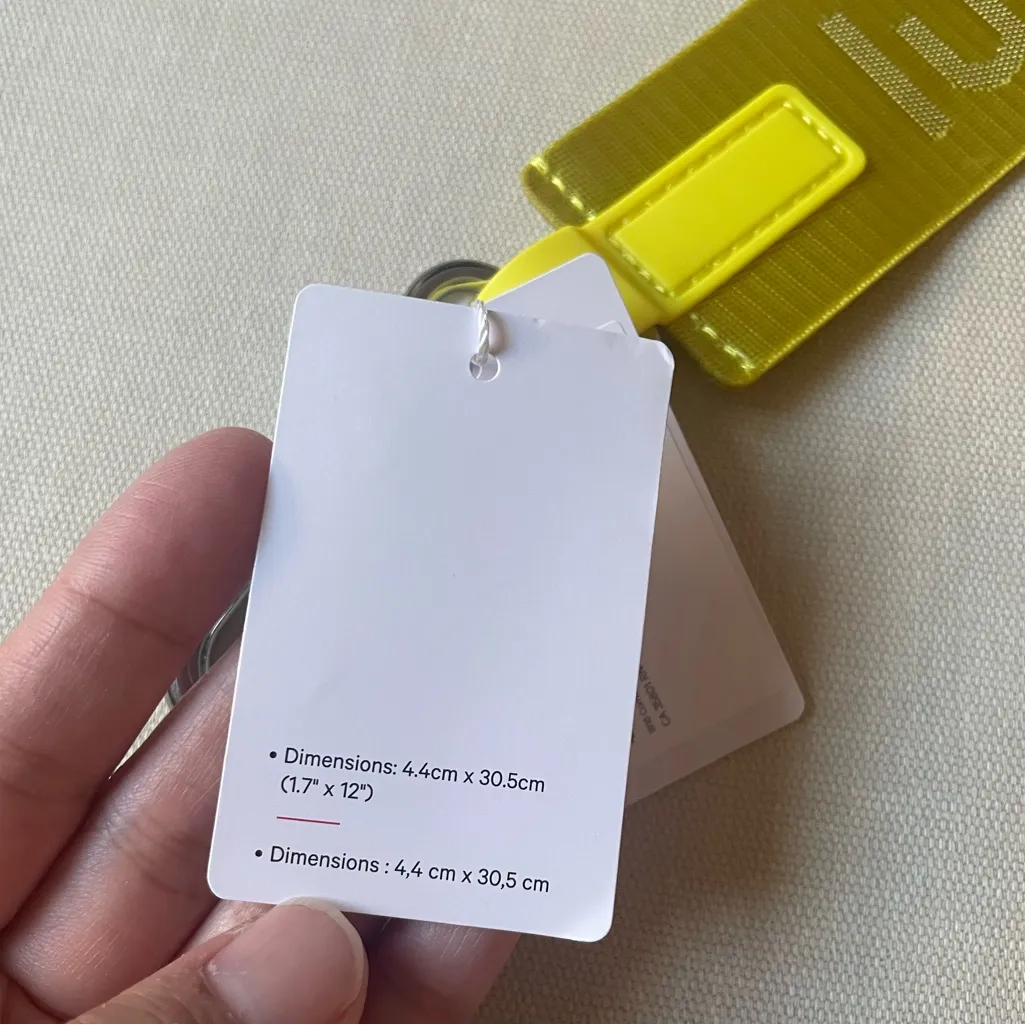 • Dimensions: 4.4cm x 30.5cm
(1.7" x 12")
• Dimensions : 4,4 cm x 30,5 cm